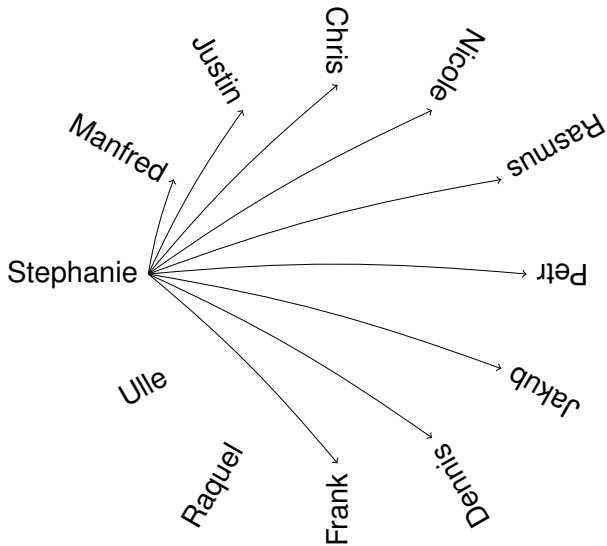 Chris
Justin
Nicole
Manfred
Rasmus
Stephanie
Petr
Ulle
Jakub
Raquel
Dennis
Frank